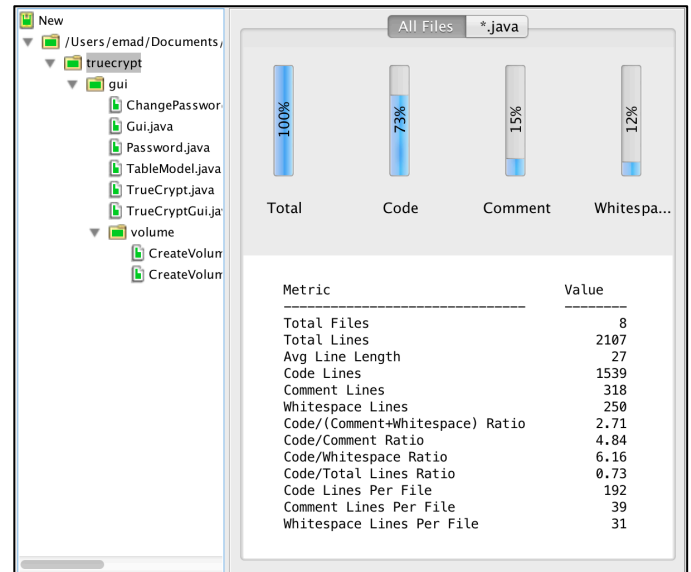 New
/Users/emad/Documents/
truecrypt
gui
ChangePasswor
Gui.java
Password.java
TableModel.java
TrueCrypt.java
TrueCryptGui.ja
volume
CreateVolum
CreateVolum
All Files *.java
100% 73% 15% 12%
Total Code Comment Whitespa...
Metric Value
Total Files 8
Total Lines 2107
Avg Line Length 27
Code Lines 1539
Comment Lines 318
Whitespace Lines 250
Code/(Comment+Whitespace) Ratio 2.71
Code/Comment Ratio 4.84
Code/Whitespace Ratio 6.16
Code/Total Lines Ratio 0.73
Code Lines Per File 192
Comment Lines Per File 39
Whitespace Lines Per File 31